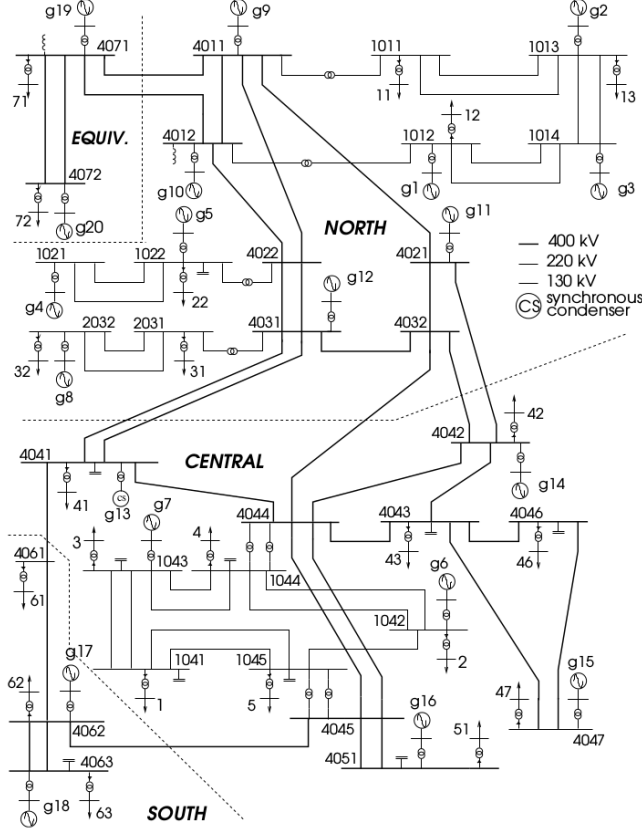 g19 g9 g2
4071 4011 1011 1013
71 11 12 13
EQUIV. 4012 1012 1014
4072 g10 g1 g3
72 g20 g5 NORTH g11
1021 1022 4022 4021 400 kV
g12 220 kV
130 kV
g4 22 CS synchronous
condenser
2032 2031 4031 4032
32 g8 31
42
4041 CENTRAL 4042
41 CS g13 g7 g14
4044 4043 4046
3 4 43 46
4061 1043 1044 g6
61 1042
g17 1041 1045 2 g15
62 1 5 g16 47
4062 4045 51 4047
4063 4051
g18 63 SOUTH